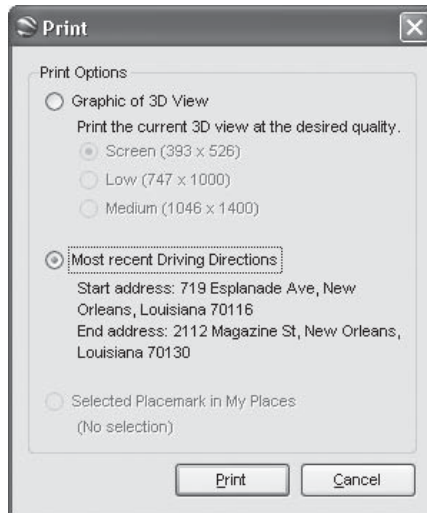 Print
Print Options
Graphic of 3D View
Print the current 3D view at the desired quality.
Screen (393 x 526)
Low (747 x 1000)
Medium (1046 x 1400)
Most recent Driving Directions
Start address: 719 Esplanade Ave, New
Orleans, Louisiana 70116
End address: 2112 Magazine St, New Orleans,
Louisiana 70130
Selected Placemark in My Places
(No selection)
Print
Cancel